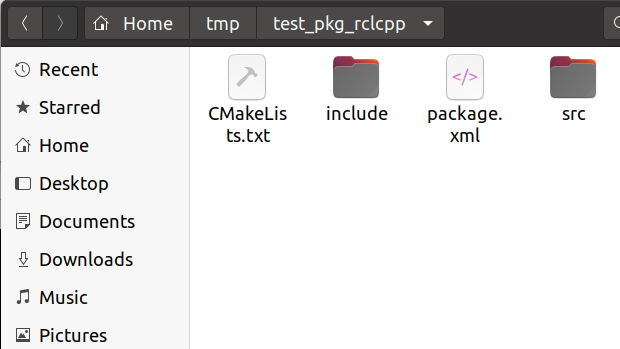 Home tmp test_pkg_rclcpp
Recent
Starred
Home
Desktop
Documents
Downloads
Music
Pictures
CMakeLis
ts.txt
include
package.
xml
src